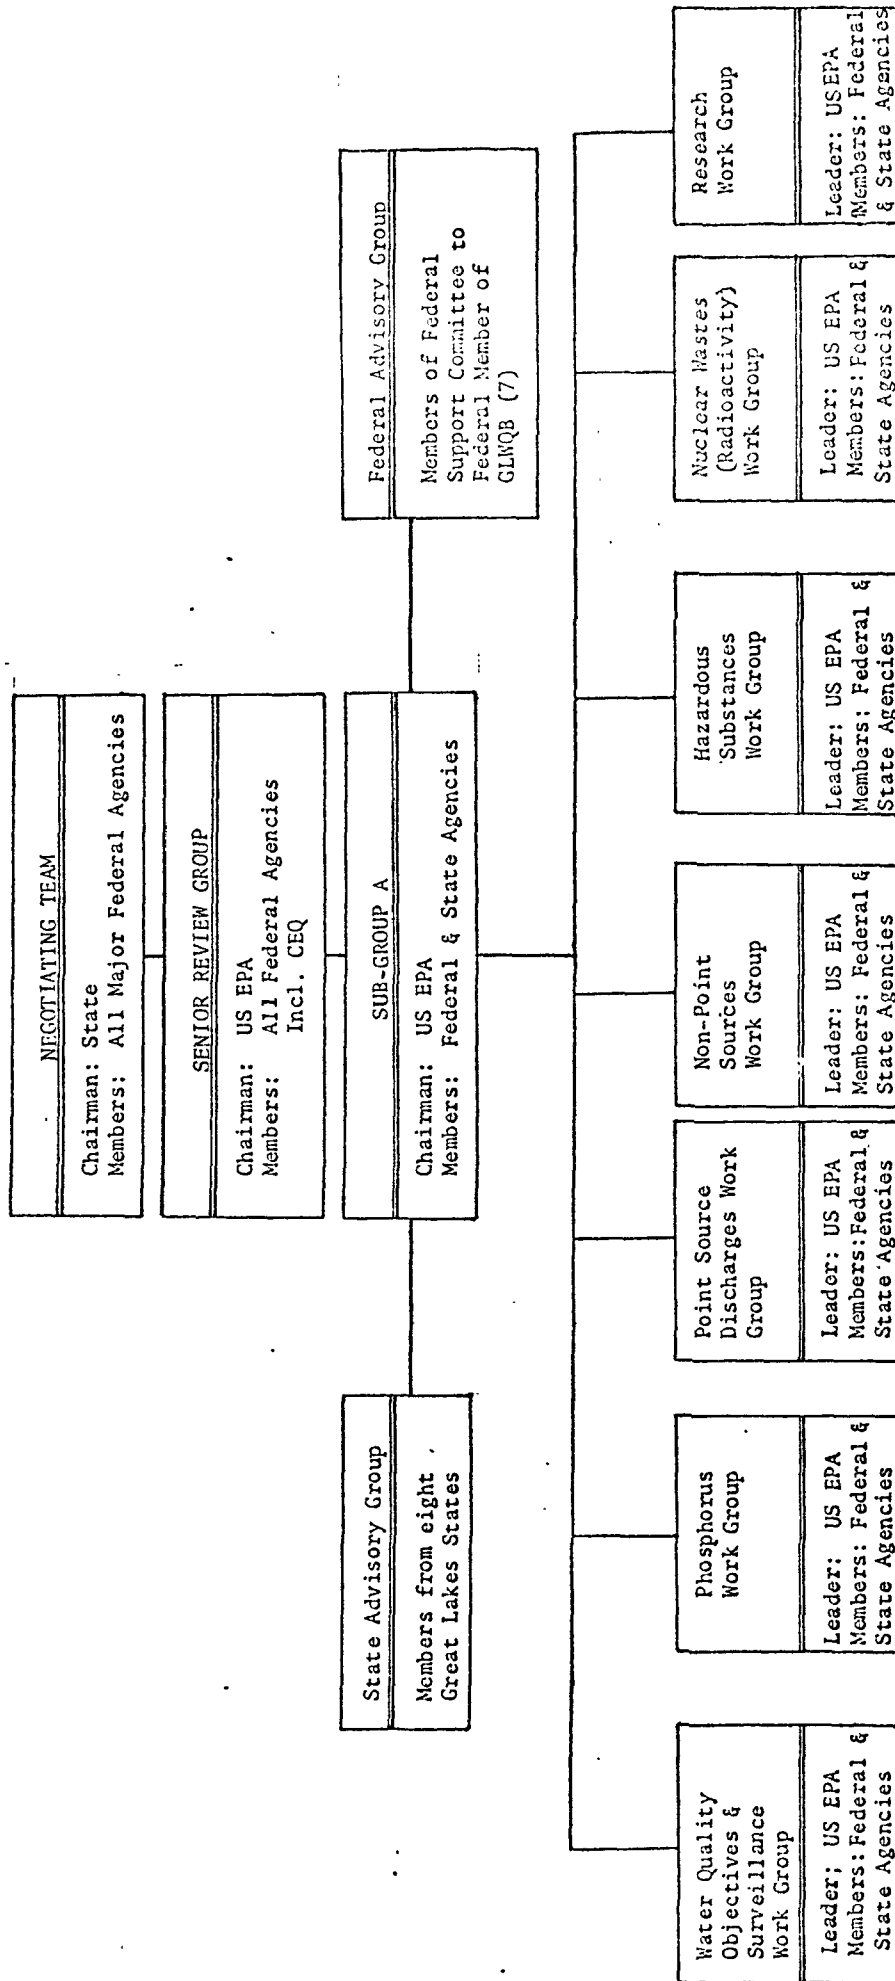 NEGOTIATING TEAM
Chairman: State
Members: All Major Federal Agencies
SENIOR REVIEW GROUP
Chairman: US EPA
Members: All Federal Agencies
Incl. CEQ
SUB-GROUP A
Chairman: US EPA
Members: Federal & State Agencies
State Advisory Group
Members from eight
Great Lakes States
Federal Advisory Group
Members of Federal
Support Committee to
Federal Member of
GLWQB (7)
Water Quality
Objectives &
Surveillance
Work Group
Leader; US EPA
Members: Federal &
State Agencies
Phosphorus
Work Group
Leader: US EPA
Members: Federal &
State Agencies
Point Source
Discharges Work
Group
Leader: US EPA
Members: Federal &
State Agencies
Non-Point
Sources
Work Group
Leader: US EPA
Members: Federal &
State Agencies
Hazardous
Substances
Work Group
Leader: US EPA
Members: Federal &
State Agencies
Nuclear Wastes
(Radioactivity)
Work Group
Leader: US EPA
Members: Federal &
State Agencies
Research
Work Group
Leader: USEPA
Members: Federal
& State Agencies